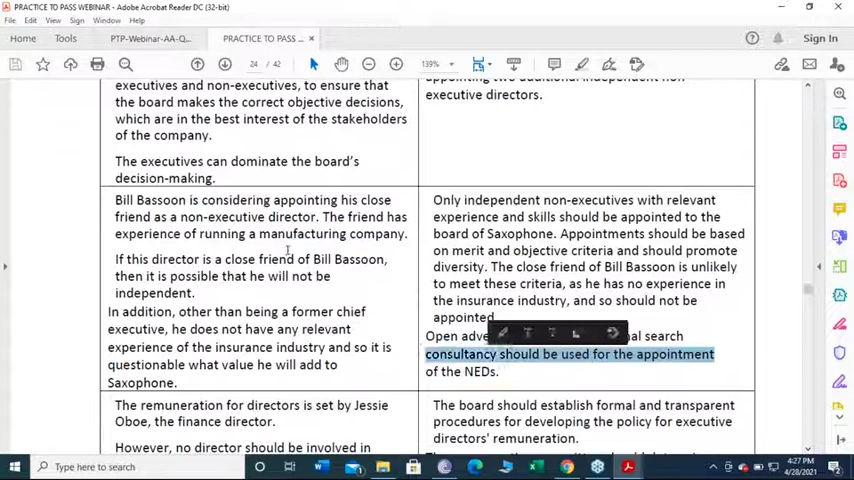 PRACTICE TO PASS WEBINAR - Adobe Acrobat Reader DC (32-bit)
File Edit View Sign Window Help
Home Tools PTP-Webinar-AA-Q... PRACTICE TO PASS ... × Sign In
24 / 42 139%
executives and non-executives, to ensure that
the board makes the correct objective decisions,
which are in the best interest of the stakeholders
of the company.
The executives can dominate the board's
decision-making.
appointing two additional independent non
executive directors.
Bill Bassoon is considering appointing his close
friend as a non-executive director. The friend has
experience of running a manufacturing company.
If this director is a close friend of Bill Bassoon,
then it is possible that he will not be
independent.
In addition, other than being a former chief
executive, he does not have any relevant
experience of the insurance industry and so it is
questionable what value he will add to
Saxophone.
Only independent non-executives with relevant
experience and skills should be appointed to the
board of Saxophone. Appointments should be based
on merit and objective criteria and should promote
diversity. The close friend of Bill Bassoon is unlikely
to meet these criteria, as he has no experience in
the insurance industry, and so should not be
appointed
Open adve nal search
consultancy should be used for the appointment
of the NEDs.
The remuneration for directors is set by Jessie
Oboe, the finance director.
However, no director should be involved in
The board should establish formal and transparent
procedures for developing the policy for executive
directors' remuneration.
Type here to search
4:27 PM
4/28/2021
2